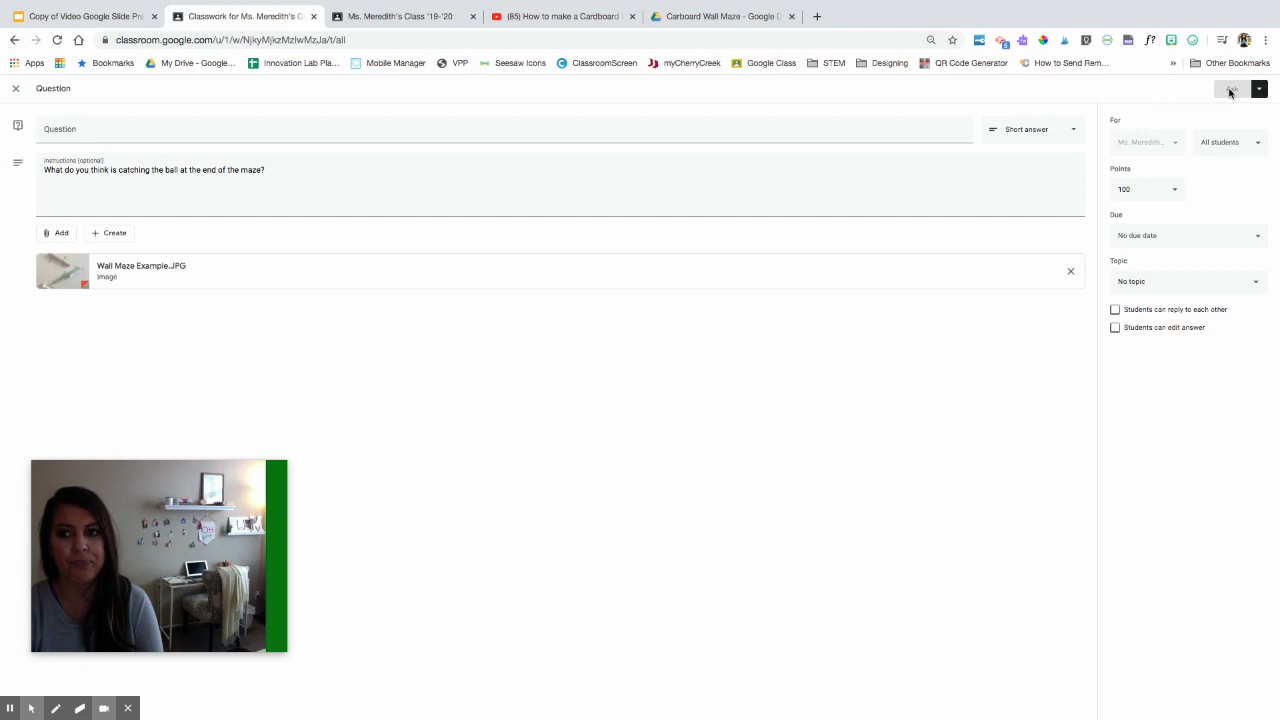 Copy of Video Google Slide Pre
Classwork for Ms. Meredith's C
Ms. Meredith's Class '19-'20
(85) How to make a Cardboard
Carboard Wall Maze - Google D
classroom.google.com/u/1/w/NjkyMjkzMzIwMzJa/t/all
Apps
Bookmarks
My Drive - Google...
Innovation Lab Pla...
Mobile Manager
VPP
Seesaw Icons
ClassroomScreen
myCherryCreek
Google Class
STEM
Designing
QR Code Generator
How to Send Rem...
»
Other Bookmarks
Question
Ask
Question
Short answer
Instructions (optional)
What do you think is catching the ball at the end of the maze?
Add
Create
Wall Maze Example.JPG
Image
For
Ms. Meredith...
All students
Points
100
Due
No due date
Topic
No topic
Students can reply to each other
Students can edit answer